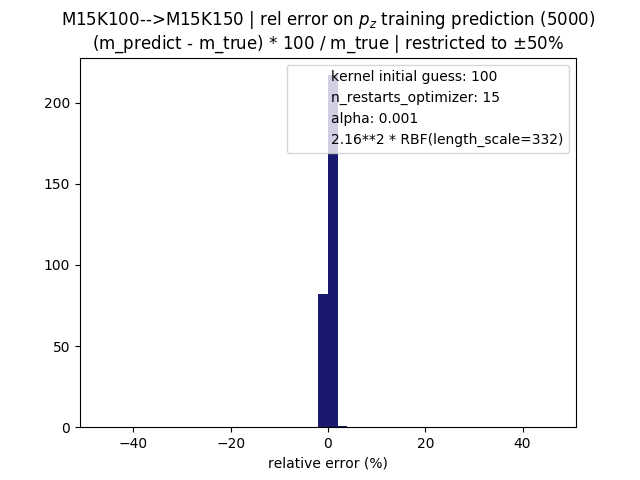 M15K100-->M15K150 | rel error on p_z training prediction (5000)
(m_predict - m_true) * 100 / m_true | restricted to ±50%
kernel initial guess: 100
n_restarts_optimizer: 15
alpha: 0.001
2.16**2 * RBF(length_scale=332)
200
150
100
50
0
−40 −20 0 20 40
relative error (%)